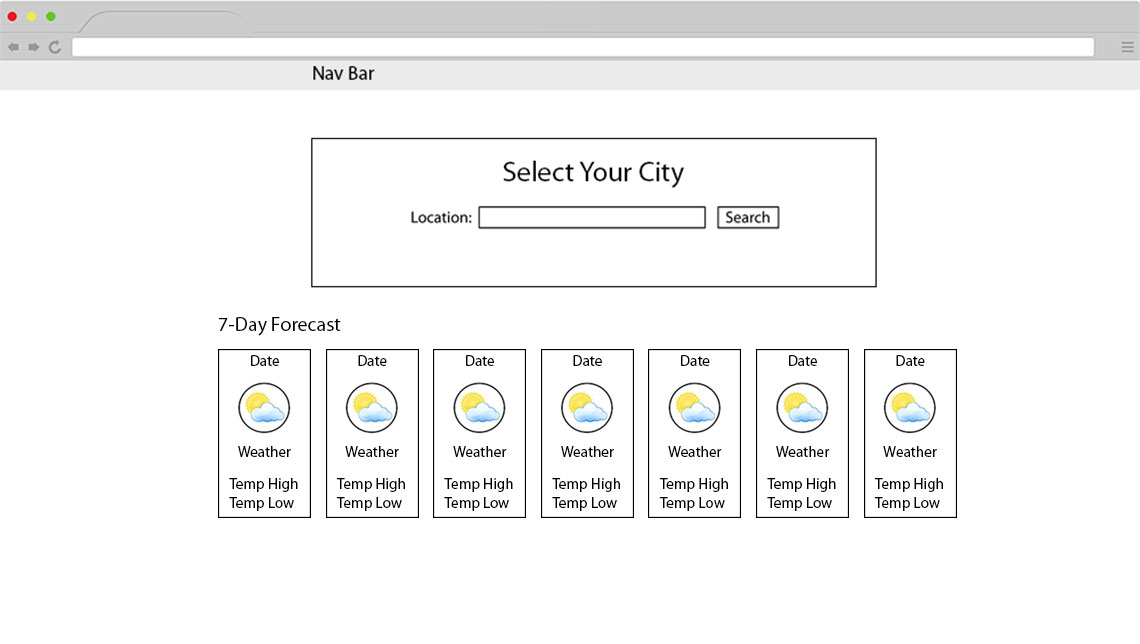 Nav Bar
Select Your City
Location: Search
7-Day Forecast
Date Date Date Date Date Date Date
Weather Weather Weather Weather Weather Weather Weather
Temp High Temp High Temp High Temp High Temp High Temp High Temp High
Temp Low Temp Low Temp Low Temp Low Temp Low Temp Low Temp Low